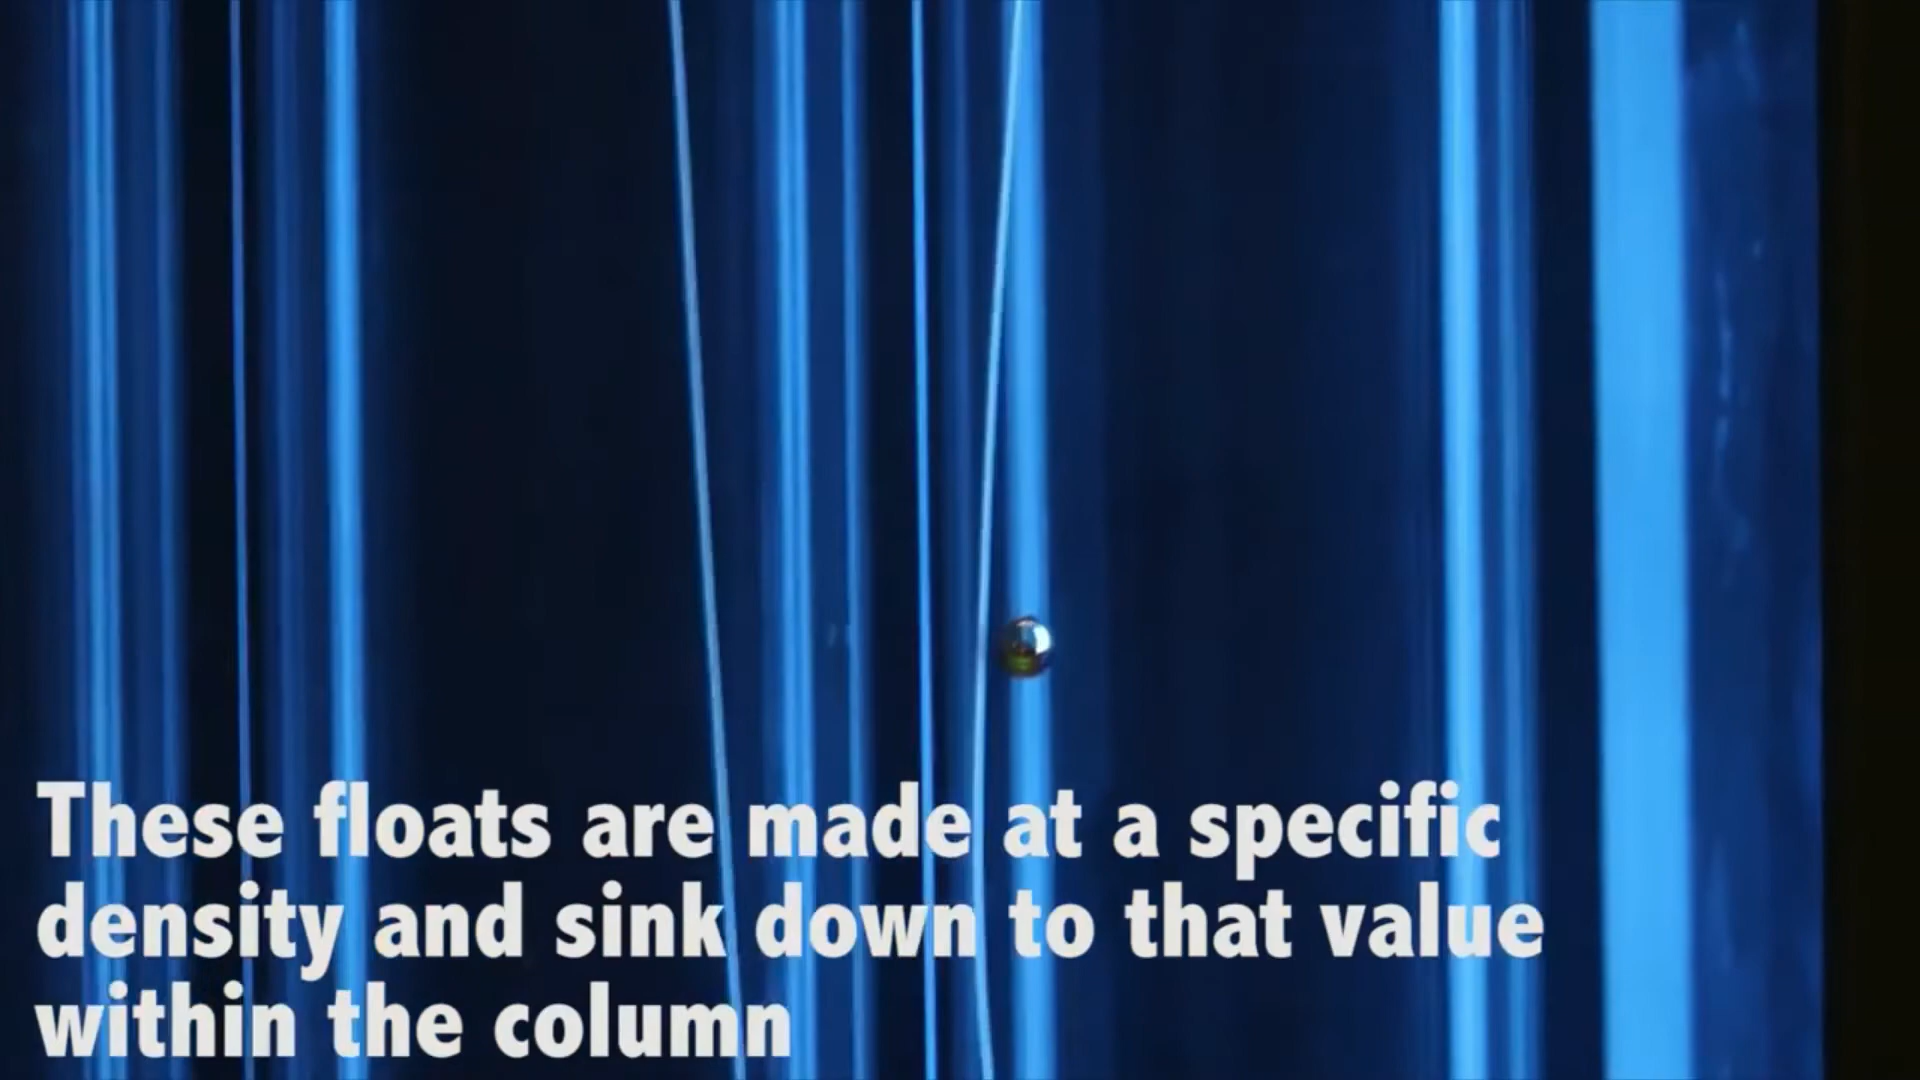 These floats are made at a specific
density and sink down to that value
within the column